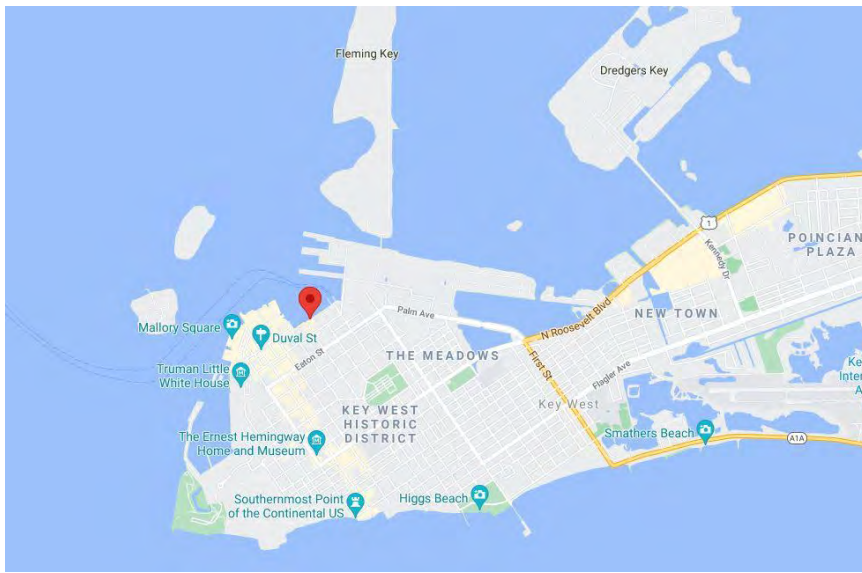 Fleming Key
Dredgers Key
1
POINCIAN
PLAZA
Kennedy Dr
N Roosevelt Blvd
NEW TOWN
Mallory Square
Duval St
Palm Ave
Eaton St
THE MEADOWS
First St
Flagler Ave
Truman Little
White House
Ke
Inter
A
KEY WEST
HISTORIC
DISTRICT
Key West
The Ernest Hemingway
Home and Museum
Smathers Beach
A1A
Southernmost Point
of the Continental US
Higgs Beach